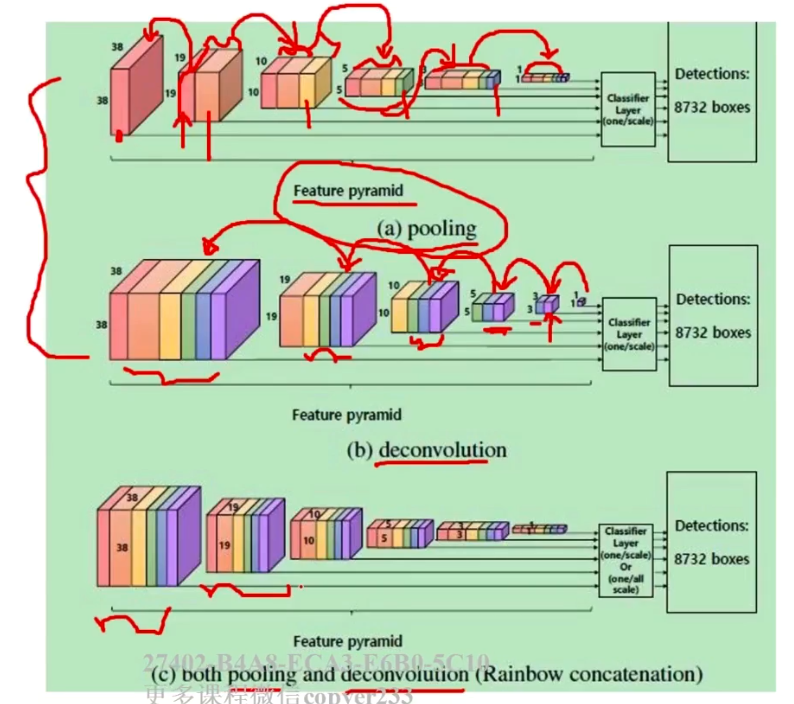 38
19
10
5
3
1
38
19
10
5
1
Classifier
Layer
(one/scale)
Detections:
8732 boxes
Feature pyramid
(a) pooling
38
19
10
5
3
1
38
19
10
5
3
1
Classifier
Layer
(one/scale)
Detections:
8732 boxes
Feature pyramid
(b) deconvolution
38
19
10
5
38
19
10
5
3
Classifier
Layer
(one/scale)
Or
(one/all
scale)
Detections:
8732 boxes
Feature pyramid
27402-B4A8-ECA3-E6B0-5C10
(c) both pooling and deconvolution (Rainbow concatenation)
更多课程微信copver233